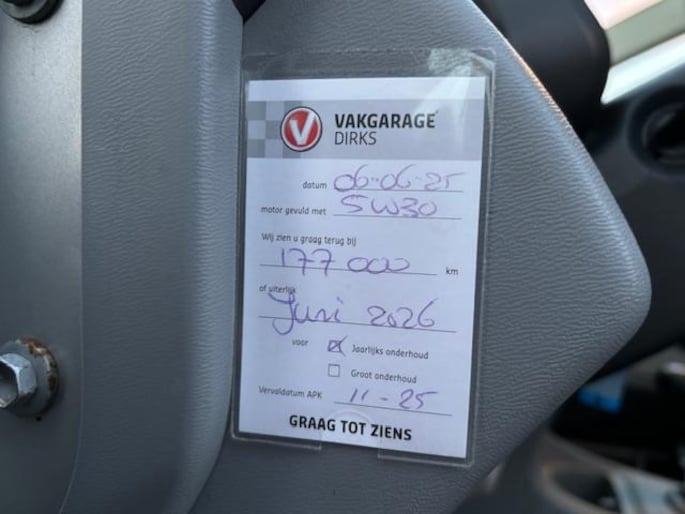 VAKGARAGE
DIRKS
datum 06-06-25
motor gevuld met 5W30
Wij zien u graag terug bij
177 000 km
of uiterlijk
Juni 2026
voor Jaarlijks onderhoud
Groot onderhoud
Vervaldatum APK 11-25
GRAAG TOT ZIENS